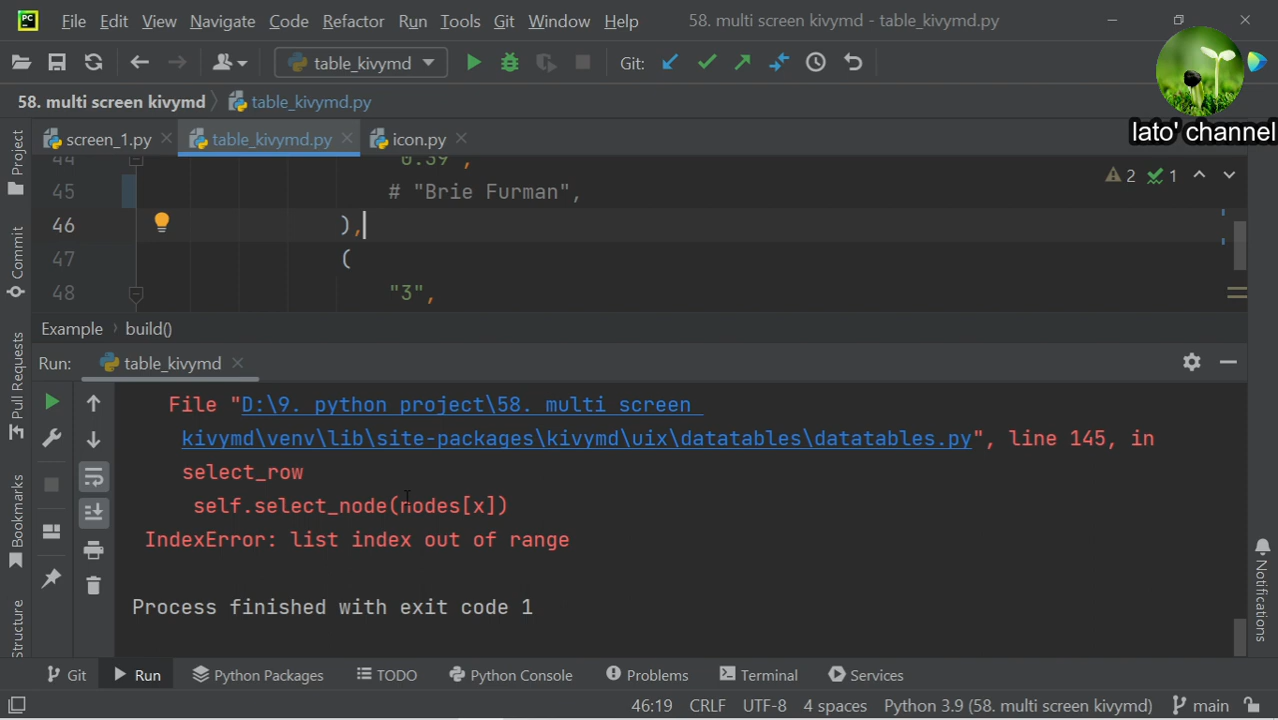 PC File Edit View Navigate Code Refactor Run Tools Git Window Help 58. multi screen kivymd - table_kivymd.py
table_kivymd Git:
58. multi screen kivymd table_kivymd.py
lato' channel
screen_1.py table_kivymd.py icon.py
44 0.39",
2 1
45 # "Brie Furman",
46 ),
47 (
48 "3",
Example › build()
Run: table_kivymd
File "D:\9. python project\58. multi screen
kivymd\venv\lib\site-packages\kivymd\uix\datatables\datatables.py", line 145, in
select_row
self.select_node(nodes[x])
IndexError: list index out of range
Process finished with exit code 1
Project
Commit
Pull Requests
Bookmarks
Structure
Notifications
Git Run Python Packages TODO Python Console Problems Terminal Services
46:19 CRLF UTF-8 4 spaces Python 3.9 (58. multi screen kivymd) main